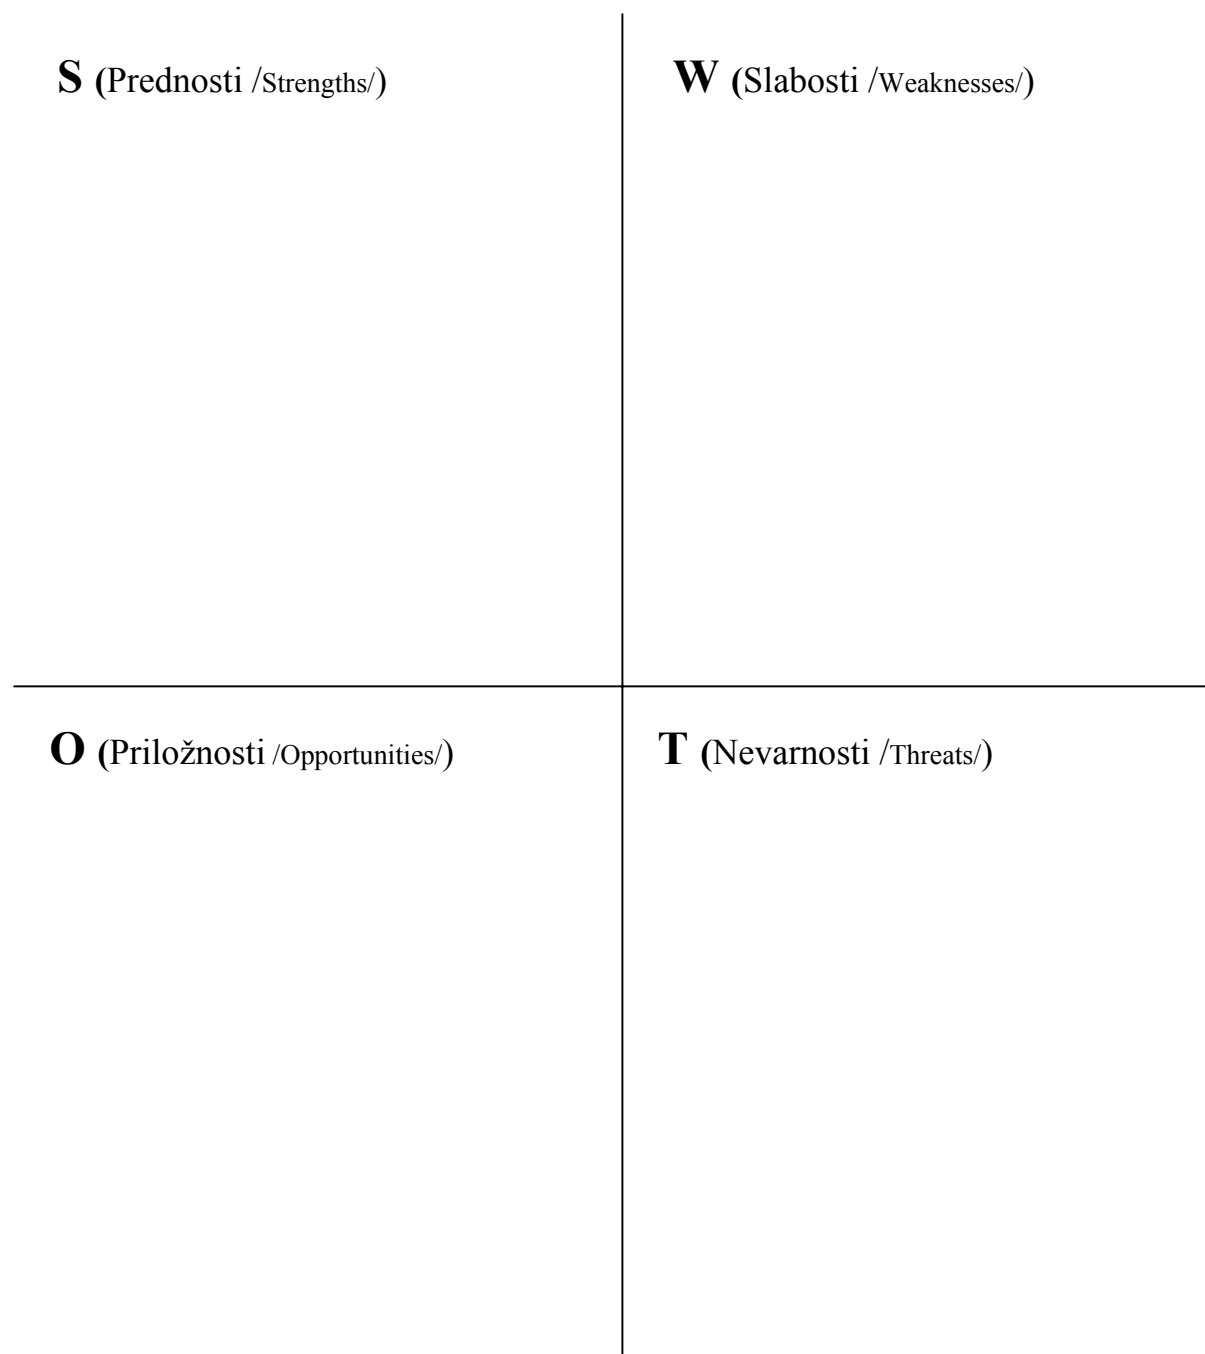 S (Prednosti /Strengths/)
W (Slabosti /Weaknesses/)
O (Priložnosti /Opportunities/)
T (Nevarnosti /Threats/)